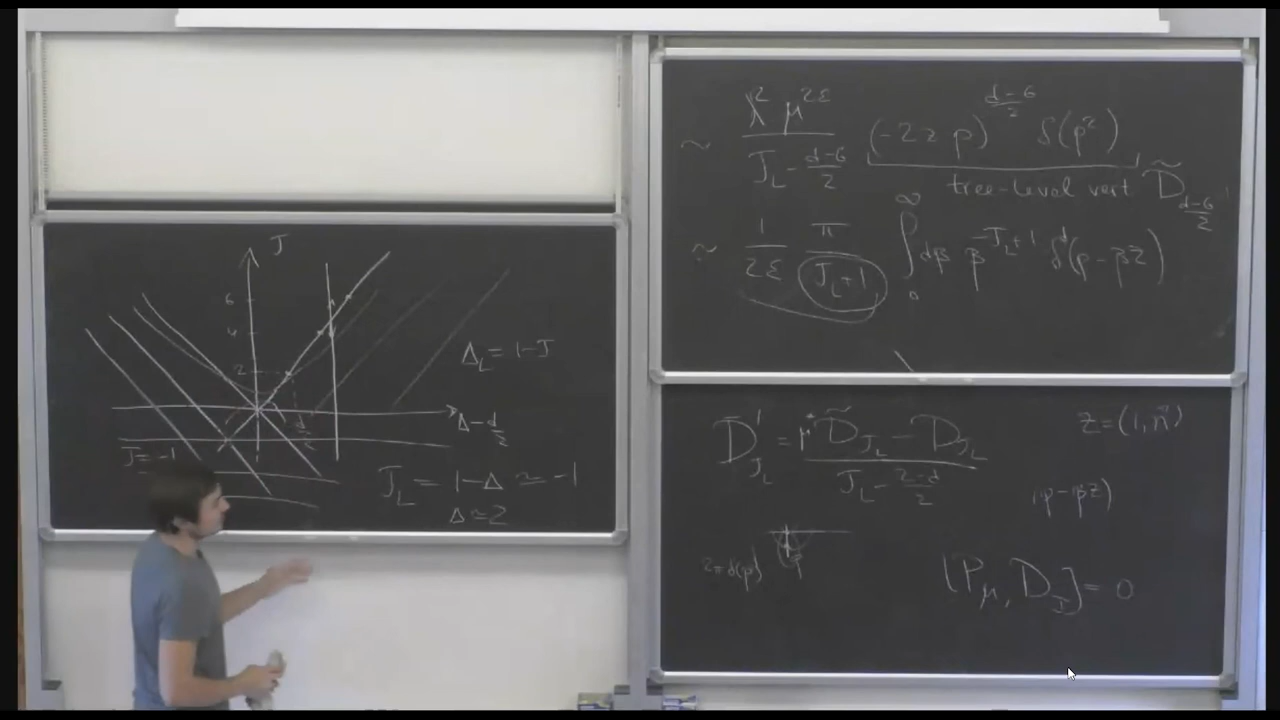 J
6
4
2
d/2
Δ_L = 1-J
Δ - d/2
J = -1
J_L = 1-Δ ≃ -1
Δ ≃ 2
~ λ² μ^{2ε} / (J_L - (d-6)/2) (-2 z p)^{(d-6)/2} δ(p²)
tree-level vert D̃_{(d-6)/2}
~ 1/(2ε) π/(J_L+1) ∫_0^∞ dβ β^{-J_L+1} δ^d(p-βz)
D'_{J_L} = (D̃_{J_L} - D_{J_L}) / (J_L - (2-d)/2)
z = (1, n⃗)
(p-βz)
2π δ(p)
[P_μ, D_J] = 0